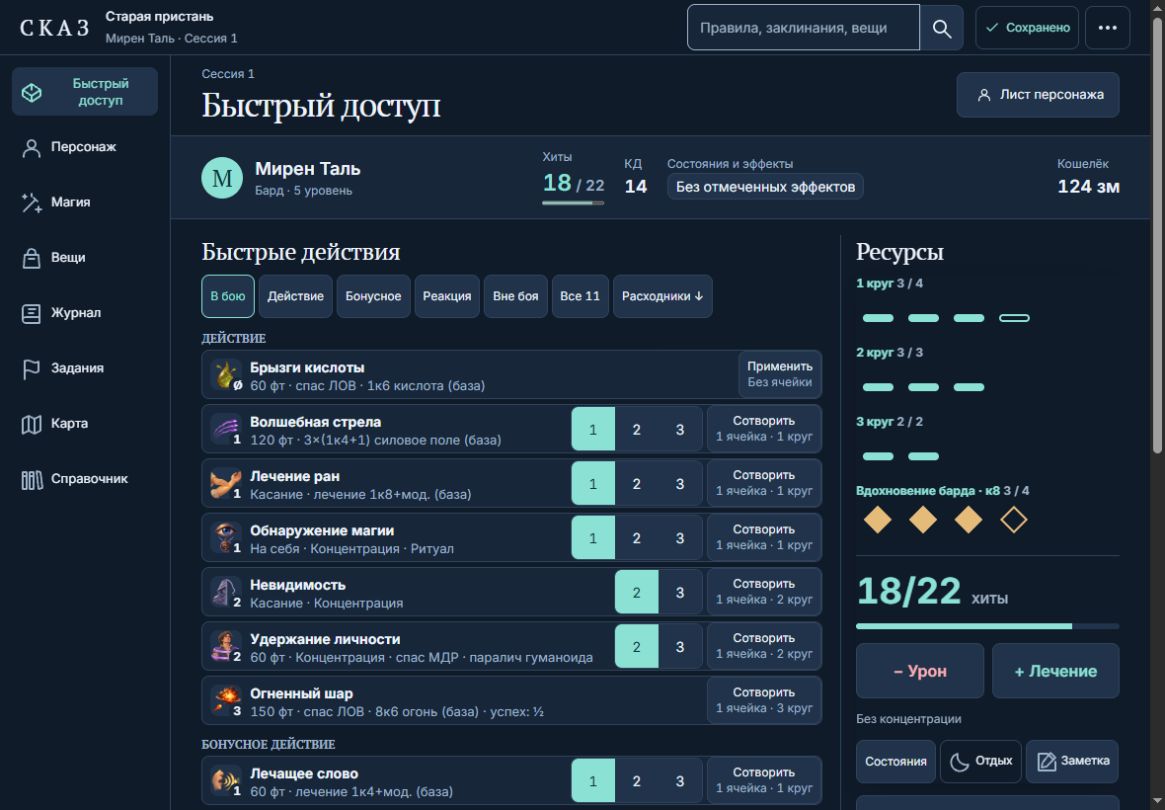 СКАЗ
Старая пристань
Мирен Таль · Сессия 1
Правила, заклинания, вещи
Сохранено
Быстрый доступ
Персонаж
Магия
Вещи
Журнал
Задания
Карта
Справочник
Сессия 1
Быстрый доступ
Лист персонажа
М
Мирен Таль
Бард · 5 уровень
Хиты
18 / 22
КД
14
Состояния и эффекты
Без отмеченных эффектов
Кошелёк
124 зм
Быстрые действия
В бою
Действие
Бонусное
Реакция
Вне боя
Все 11
Расходники ↓
ДЕЙСТВИЕ
Ø
Брызги кислоты
60 фт · спас ЛОВ · 1к6 кислота (база)
Применить
Без ячейки
1
Волшебная стрела
120 фт · 3×(1к4+1) силовое поле (база)
1 2 3
Сотворить
1 ячейка · 1 круг
1
Лечение ран
Касание · лечение 1к8+мод. (база)
1 2 3
Сотворить
1 ячейка · 1 круг
1
Обнаружение магии
На себя · Концентрация · Ритуал
1 2 3
Сотворить
1 ячейка · 1 круг
2
Невидимость
Касание · Концентрация
2 3
Сотворить
1 ячейка · 2 круг
2
Удержание личности
60 фт · Концентрация · спас МДР · паралич гуманоида
2 3
Сотворить
1 ячейка · 2 круг
3
Огненный шар
150 фт · спас ЛОВ · 8к6 огонь (база) · успех: ½
Сотворить
1 ячейка · 3 круг
БОНУСНОЕ ДЕЙСТВИЕ
1
Лечащее слово
60 фт · лечение 1к4+мод. (база)
1 2 3
Сотворить
1 ячейка · 1 круг
Ресурсы
1 круг 3 / 4
2 круг 3 / 3
3 круг 2 / 2
Вдохновение барда · к8 3 / 4
18/22 хиты
− Урон
+ Лечение
Без концентрации
Состояния
Отдых
Заметка